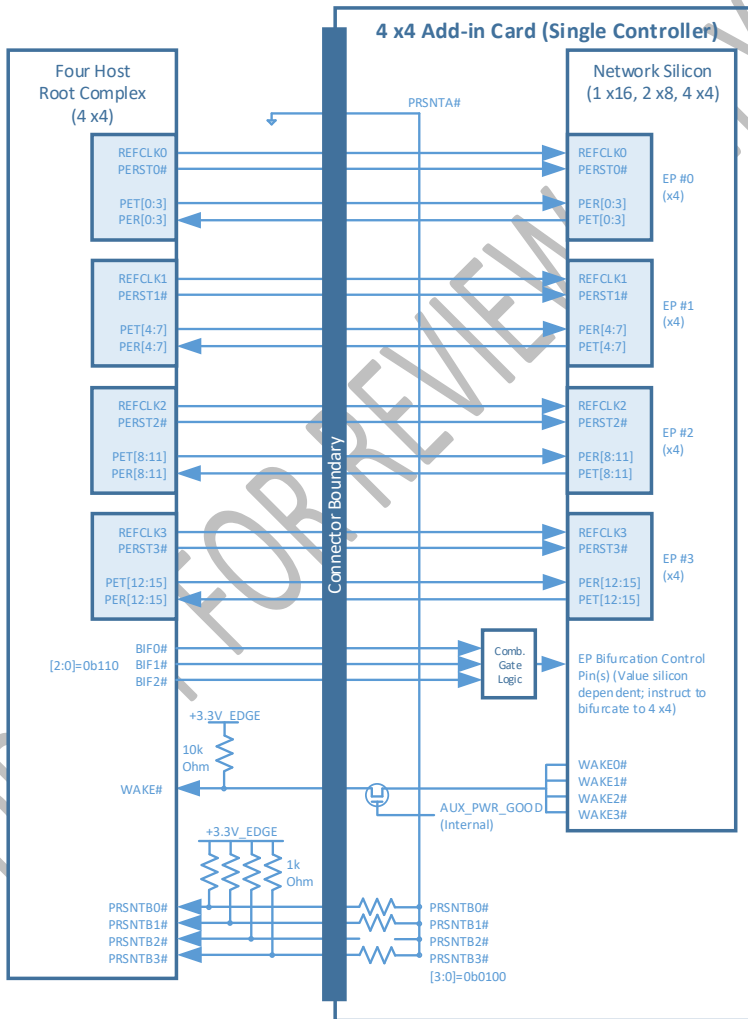 4 x4 Add-in Card (Single Controller)
Four Host
Root Complex
(4 x4)
Network Silicon
(1 x16, 2 x8, 4 x4)
PRSNTA#
REFCLK0
PERST0#
PET[0:3]
PER[0:3]
REFCLK0
PERST0#
PER[0:3]
PET[0:3]
EP #0
(x4)
REFCLK1
PERST1#
PET[4:7]
PER[4:7]
REFCLK1
PERST1#
PER[4:7]
PET[4:7]
EP #1
(x4)
REFCLK2
PERST2#
PET[8:11]
PER[8:11]
REFCLK2
PERST2#
PER[8:11]
PET[8:11]
EP #2
(x4)
REFCLK3
PERST3#
PET[12:15]
PER[12:15]
REFCLK3
PERST3#
PER[12:15]
PET[12:15]
EP #3
(x4)
Connector Boundary
FOR REVIEW
BIF0#
[2:0]=0b110
BIF1#
BIF2#
Comb.
Gate
Logic
EP Bifurcation Control
Pin(s) (Value silicon
dependent; instruct to
bifurcate to 4 x4)
+3.3V_EDGE
10k
Ohm
WAKE#
AUX_PWR_GOOD
(Internal)
WAKE0#
WAKE1#
WAKE2#
WAKE3#
+3.3V_EDGE
1k
Ohm
PRSNTB0#
PRSNTB1#
PRSNTB2#
PRSNTB3#
PRSNTB0#
PRSNTB1#
PRSNTB2#
PRSNTB3#
[3:0]=0b0100